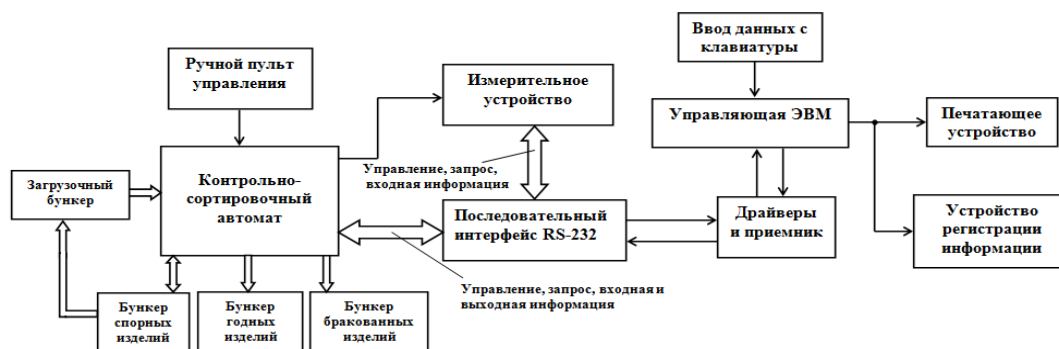 Ввод данных с
клавиатуры
Ручной пульт
управления
Измерительное
устройство
Управляющая ЭВМ
Печатающее
устройство
Управление, запрос,
входная информация
Контрольно-
сортировочный
автомат
Загрузочный
бункер
Последовательный
интерфейс RS-232
Драйверы
и приемник
Устройство
регистрации
информации
Управление, запрос, входная и
выходная информация
Бункер
спорных
изделий
Бункер
годных
изделий
Бункер
бракованных
изделий